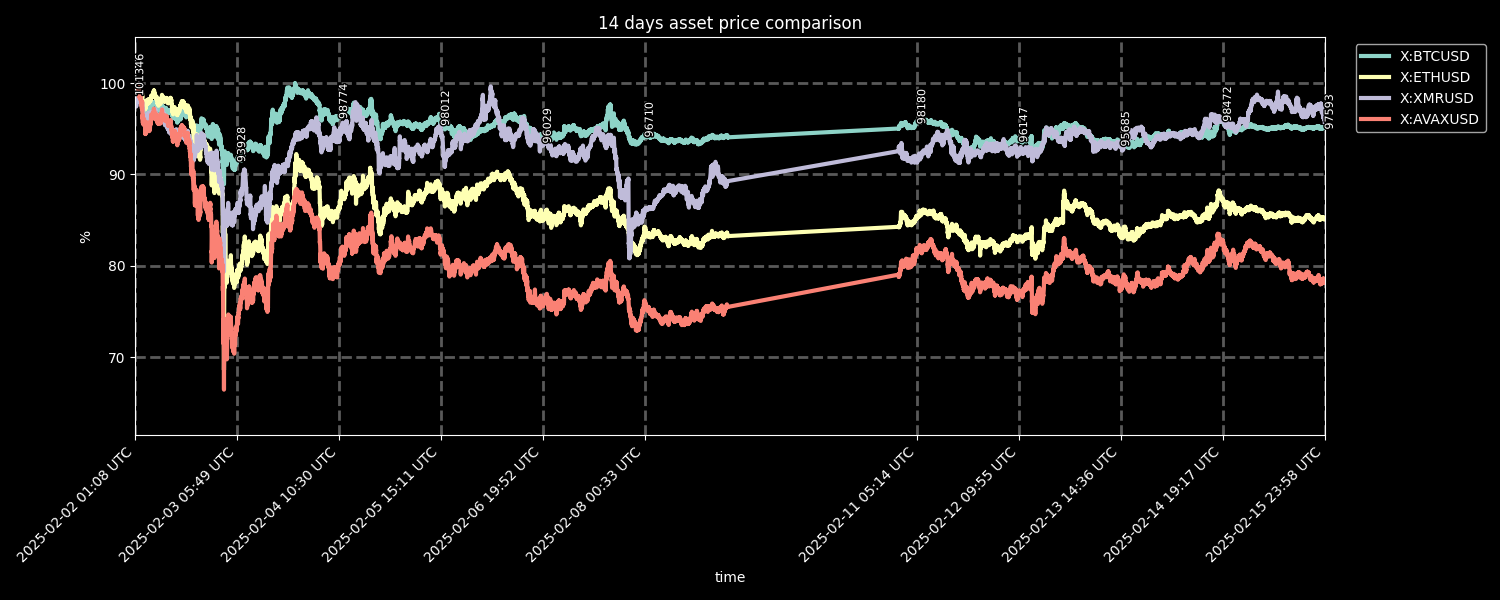 14 days asset price comparison
X:BTCUSD
X:ETHUSD
X:XMRUSD
X:AVAXUSD
100
90
80
70
%
101346
93928
98774
98012
96029
96710
98180
96147
95685
98472
97593
2025-02-02 01:08 UTC
2025-02-03 05:49 UTC
2025-02-04 10:30 UTC
2025-02-05 15:11 UTC
2025-02-06 19:52 UTC
2025-02-08 00:33 UTC
2025-02-11 05:14 UTC
2025-02-12 09:55 UTC
2025-02-13 14:36 UTC
2025-02-14 19:17 UTC
2025-02-15 23:58 UTC
time